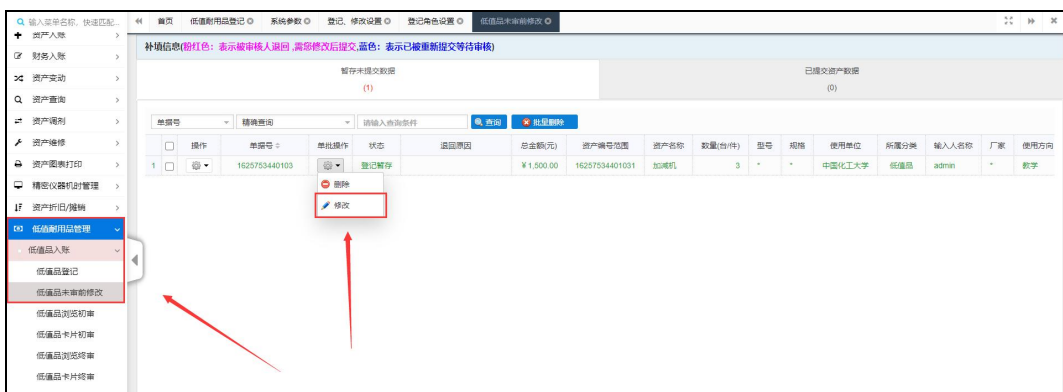 输入菜单名称，快速匹配...
首页 低值耐用品登记 系统参数 登记、修改设置 登记角色设置 低值品未审前修改
资产入账
财务入账
资产变动
资产查询
资产调剂
资产维修
资产图表打印
精密仪器机时管理
资产折旧/摊销
低值耐用品管理
低值品入账
低值品登记
低值品未审前修改
低值品浏览初审
低值品卡片初审
低值品浏览终审
低值品卡片终审
补填信息(粉红色：表示被审核人退回 ,需您修改后提交,蓝色：表示已被重新提交等待审核)
暂存未提交数据 已提交资产数据
(1) (0)
单据号 精确查询 请输入查询条件 查询 批量删除
操作 单据号 单批操作 状态 退回原因 总金额(元) 资产编号范围 资产名称 数量(台/件) 型号 规格 使用单位 所属分类 输入人名称 厂家 使用方向
1 1625753440103 登记暂存 ¥1,500.00 16257534401031 加减机 3 * * 中国化工大学 低值品 admin * 教学
删除
修改